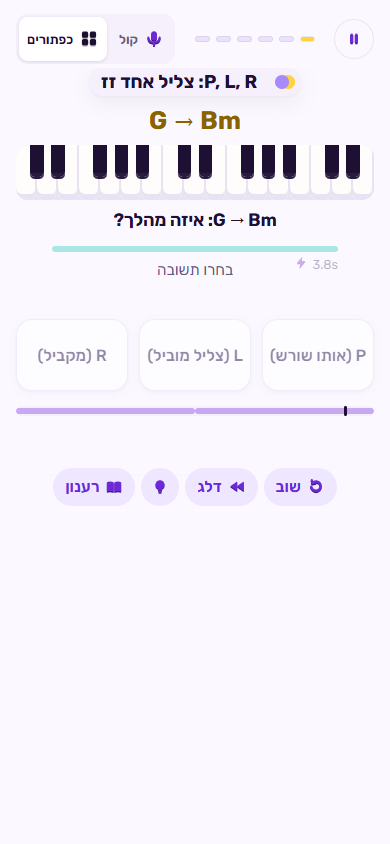 קול
כפתורים
P, L, R: צליל אחד זז
G → Bm
G → Bm: איזה מהלך?
3.8s
בחרו תשובה
P (אותו שורש)
L (צליל מוביל)
R (מקביל)
שוב
דלג
רענון